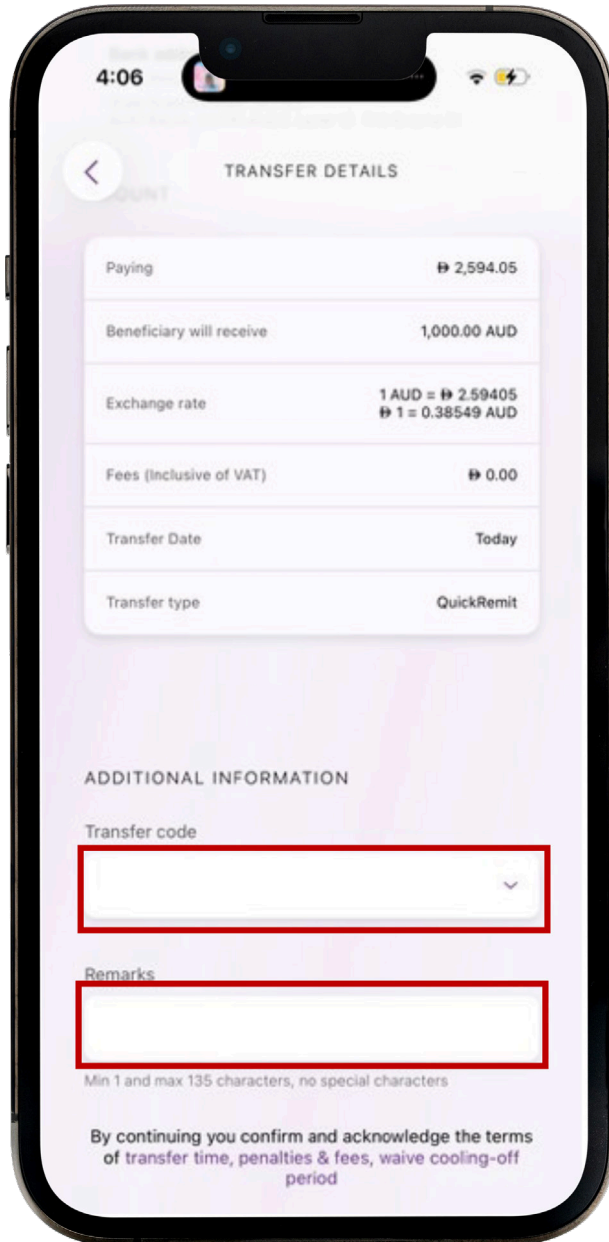 4:06
TRANSFER DETAILS
Paying
Ð 2,594.05
Beneficiary will receive
1,000.00 AUD
Exchange rate
1 AUD = Ð 2.59405
Ð 1 = 0.38549 AUD
Fees (Inclusive of VAT)
Ð 0.00
Transfer Date
Today
Transfer type
QuickRemit
ADDITIONAL INFORMATION
Transfer code
Remarks
Min 1 and max 135 characters, no special characters
By continuing you confirm and acknowledge the terms
of transfer time, penalties & fees, waive cooling-off
period